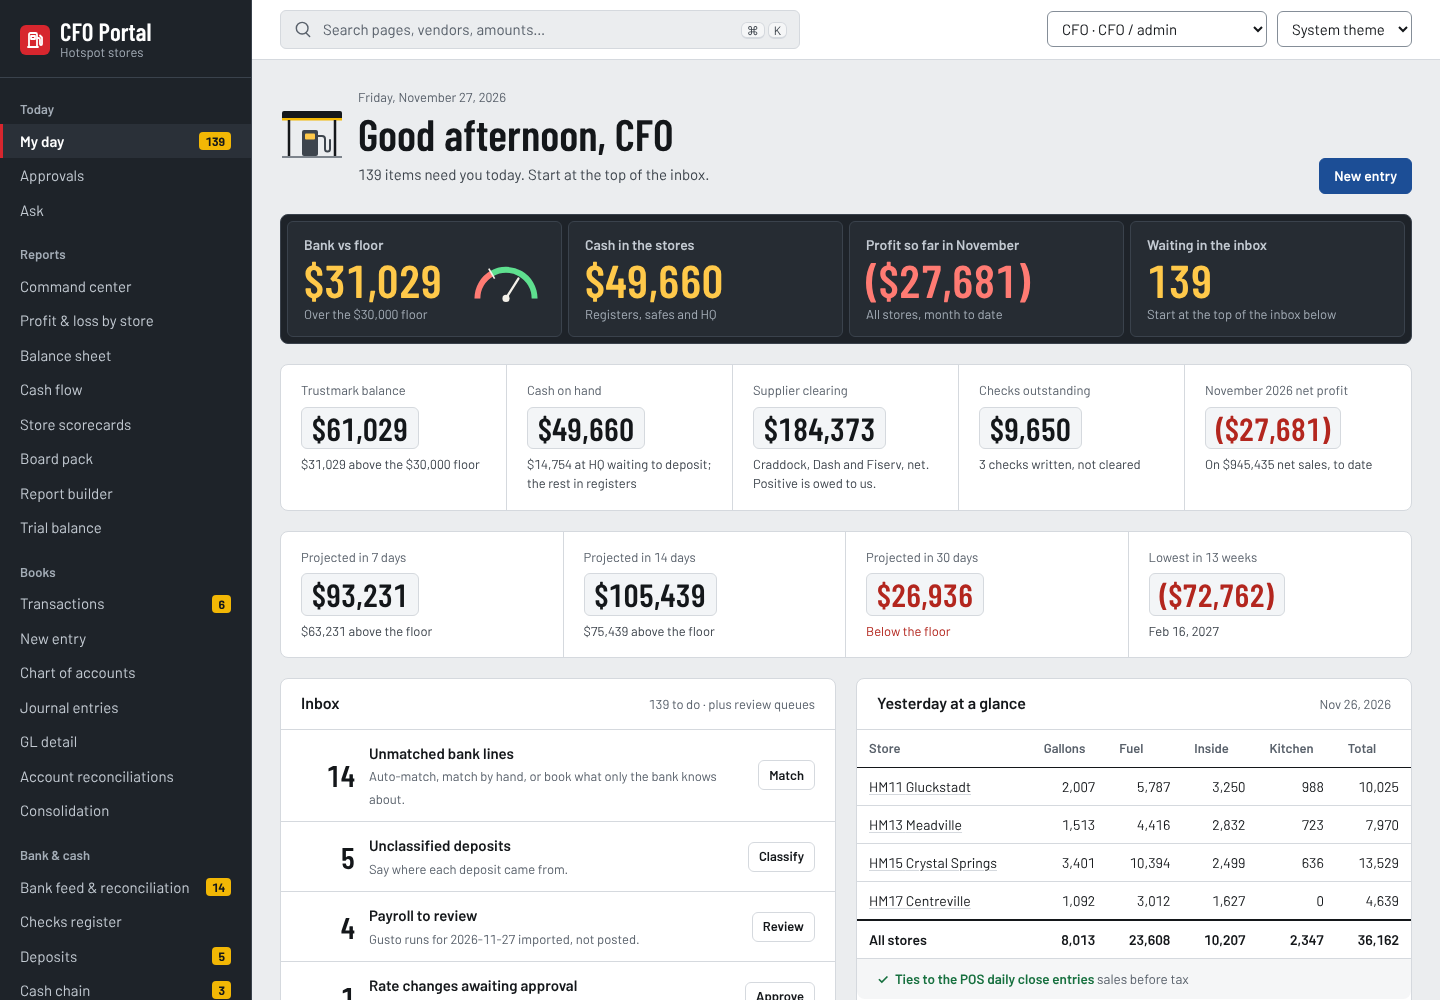 CFO Portal
Hotspot stores
Search pages, vendors, amounts...
⌘ K
CFO · CFO / admin
System theme
Today
My day 139
Approvals
Ask
Reports
Command center
Profit & loss by store
Balance sheet
Cash flow
Store scorecards
Board pack
Report builder
Trial balance
Books
Transactions 6
New entry
Chart of accounts
Journal entries
GL detail
Account reconciliations
Consolidation
Bank & cash
Bank feed & reconciliation 14
Checks register
Deposits 5
Cash chain 3
Friday, November 27, 2026
Good afternoon, CFO
139 items need you today. Start at the top of the inbox.
New entry
Bank vs floor
$31,029
Over the $30,000 floor
Cash in the stores
$49,660
Registers, safes and HQ
Profit so far in November
($27,681)
All stores, month to date
Waiting in the inbox
139
Start at the top of the inbox below
Trustmark balance
$61,029
$31,029 above the $30,000 floor
Cash on hand
$49,660
$14,754 at HQ waiting to deposit;
the rest in registers
Supplier clearing
$184,373
Craddock, Dash and Fiserv, net.
Positive is owed to us.
Checks outstanding
$9,650
3 checks written, not cleared
November 2026 net profit
($27,681)
On $945,435 net sales, to date
Projected in 7 days
$93,231
$63,231 above the floor
Projected in 14 days
$105,439
$75,439 above the floor
Projected in 30 days
$26,936
Below the floor
Lowest in 13 weeks
($72,762)
Feb 16, 2027
Inbox
139 to do · plus review queues
14
Unmatched bank lines
Auto-match, match by hand, or book what only the bank knows
about.
Match
5
Unclassified deposits
Say where each deposit came from.
Classify
4
Payroll to review
Gusto runs for 2026-11-27 imported, not posted.
Review
1
Rate changes awaiting approval
Approve
Yesterday at a glance
Nov 26, 2026
Store Gallons Fuel Inside Kitchen Total
HM11 Gluckstadt 2,007 5,787 3,250 988 10,025
HM13 Meadville 1,513 4,416 2,832 723 7,970
HM15 Crystal Springs 3,401 10,394 2,499 636 13,529
HM17 Centreville 1,092 3,012 1,627 0 4,639
All stores 8,013 23,608 10,207 2,347 36,162
✓ Ties to the POS daily close entries sales before tax